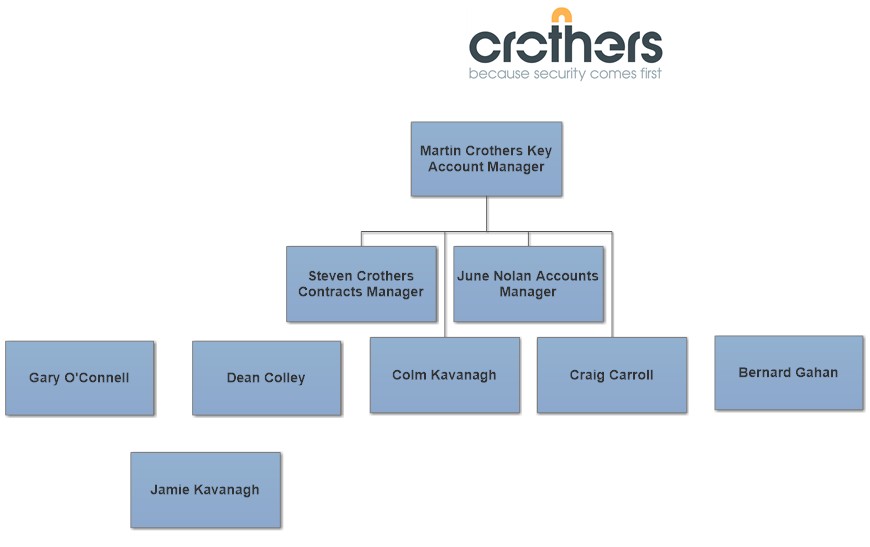 crothers
because security comes first
Martin Crothers Key
Account Manager
Steven Crothers
Contracts Manager
June Nolan Accounts
Manager
Gary O'Connell
Dean Colley
Colm Kavanagh
Craig Carroll
Bernard Gahan
Jamie Kavanagh